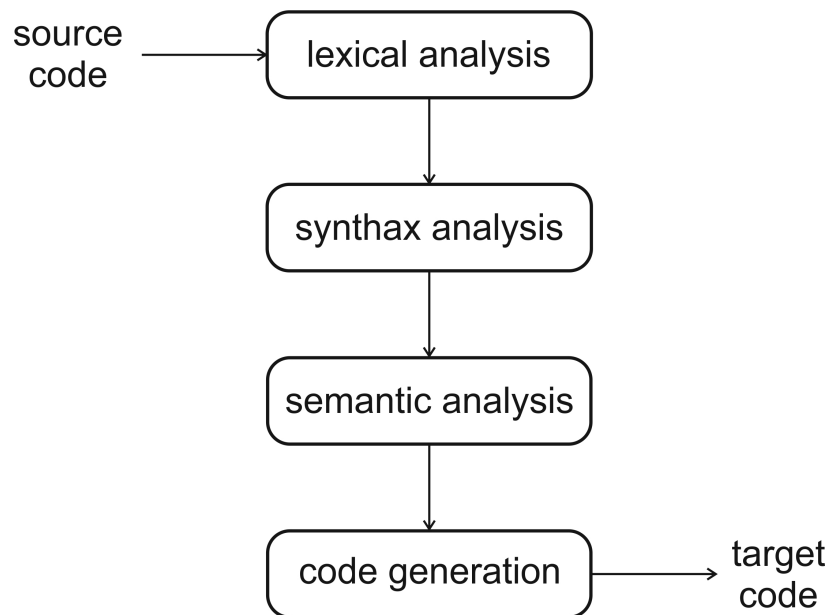 source
code
lexical analysis
synthax analysis
semantic analysis
code generation
target
code